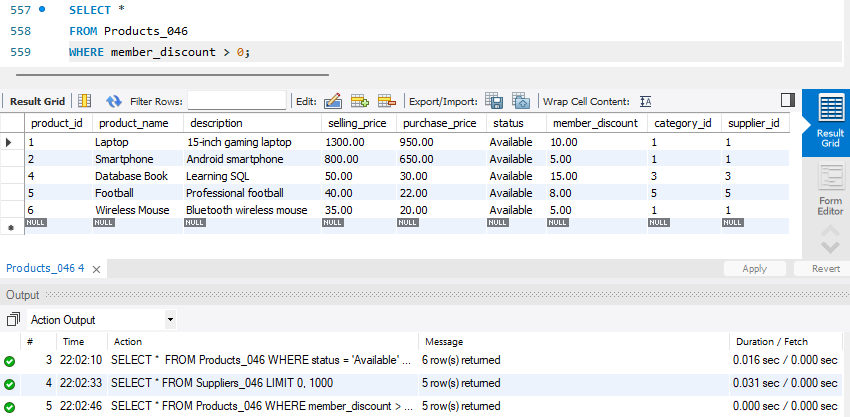 557 SELECT *
558 FROM Products_046
559 WHERE member_discount > 0;
Result Grid Filter Rows: Edit: Export/Import: Wrap Cell Content: IA
product_id product_name description selling_price purchase_price status member_discount category_id supplier_id
1 Laptop 15-inch gaming laptop 1300.00 950.00 Available 10.00 1 1
2 Smartphone Android smartphone 800.00 650.00 Available 5.00 1 1
4 Database Book Learning SQL 50.00 30.00 Available 15.00 3 3
5 Football Professional football 40.00 22.00 Available 8.00 5 5
6 Wireless Mouse Bluetooth wireless mouse 35.00 20.00 Available 5.00 1 1
NULL NULL NULL NULL NULL NULL NULL NULL NULL
Result
Grid
Form
Editor
Products_046 4 Apply Revert
Output
Action Output
# Time Action Message Duration / Fetch
3 22:02:10 SELECT * FROM Products_046 WHERE status = 'Available' ... 6 row(s) returned 0.016 sec / 0.000 sec
4 22:02:33 SELECT * FROM Suppliers_046 LIMIT 0, 1000 5 row(s) returned 0.031 sec / 0.000 sec
5 22:02:46 SELECT * FROM Products_046 WHERE member_discount > ... 5 row(s) returned 0.000 sec / 0.000 sec